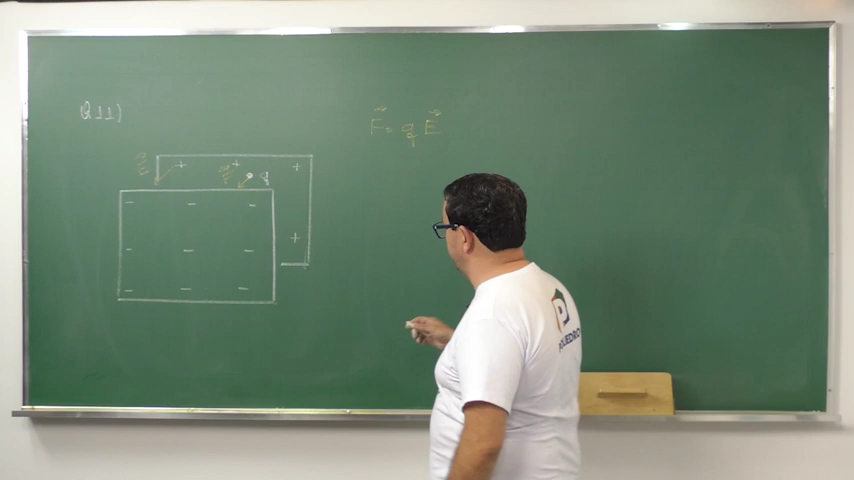 Q11)
F = q E
E + + +
F q
- - -
+
- - -
- - -
P
POLIEDRO